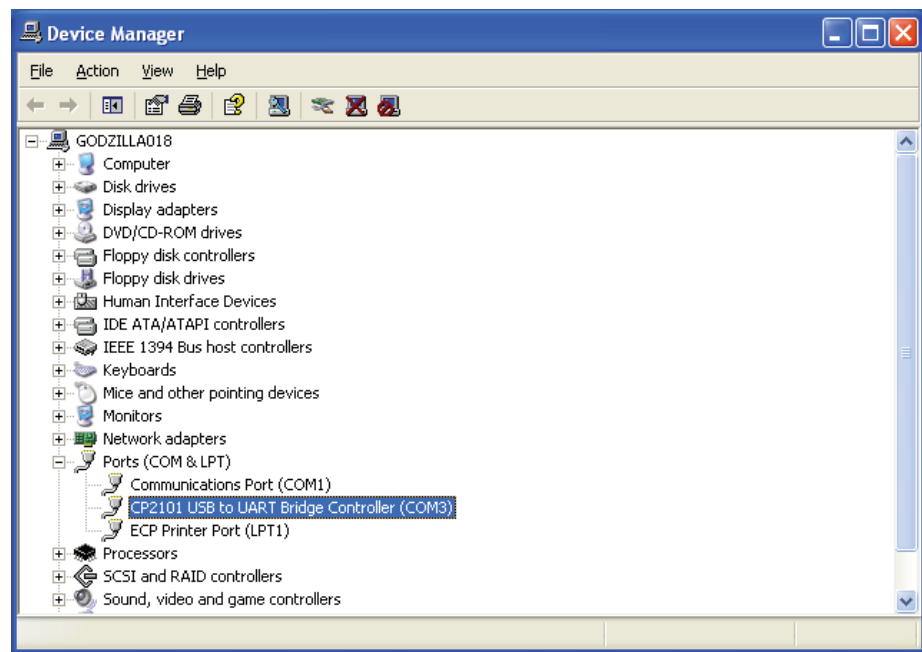 Device Manager
File Action View Help
GODZILLA018
Computer
Disk drives
Display adapters
DVD/CD-ROM drives
Floppy disk controllers
Floppy disk drives
Human Interface Devices
IDE ATA/ATAPI controllers
IEEE 1394 Bus host controllers
Keyboards
Mice and other pointing devices
Monitors
Network adapters
Ports (COM & LPT)
Communications Port (COM1)
CP2101 USB to UART Bridge Controller (COM3)
ECP Printer Port (LPT1)
Processors
SCSI and RAID controllers
Sound, video and game controllers